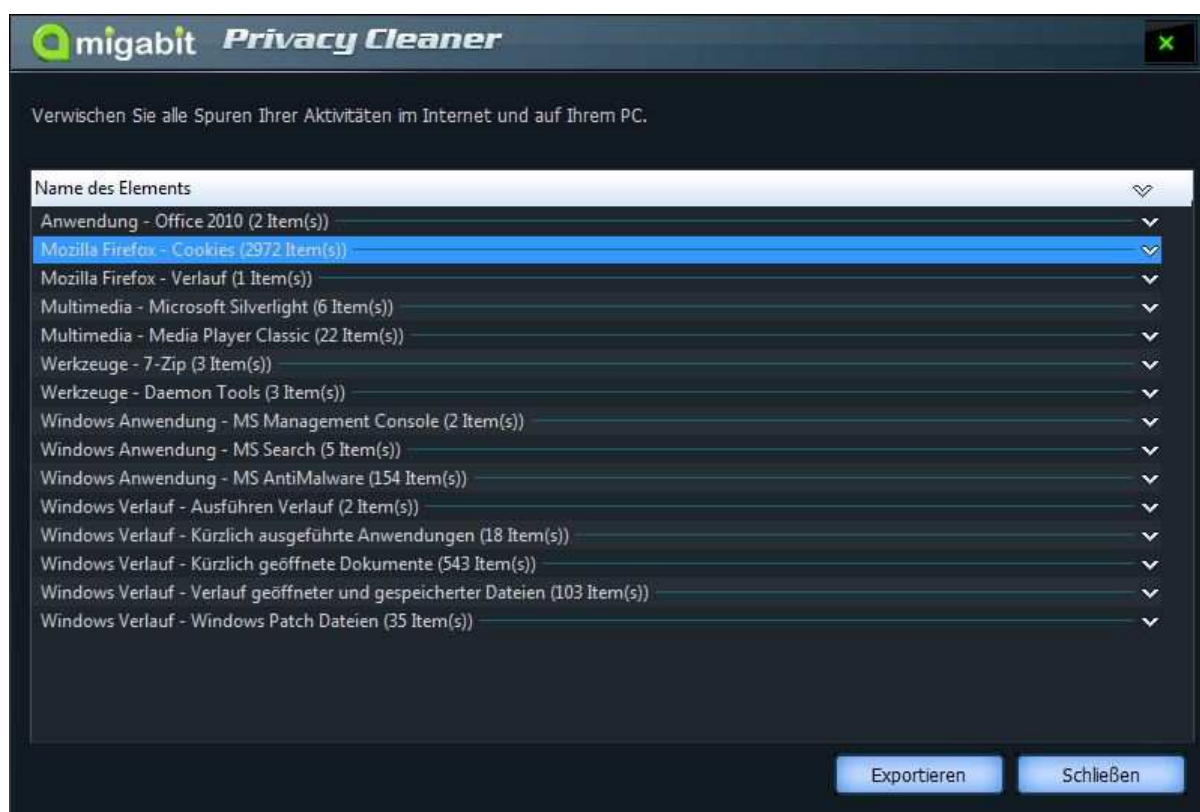 amigabit Privacy Cleaner
Verwischen Sie alle Spuren Ihrer Aktivitäten im Internet und auf Ihrem PC.
Name des Elements
Anwendung - Office 2010 (2 Item(s))
Mozilla Firefox - Cookies (2972 Item(s))
Mozilla Firefox - Verlauf (1 Item(s))
Multimedia - Microsoft Silverlight (6 Item(s))
Multimedia - Media Player Classic (22 Item(s))
Werkzeuge - 7-Zip (3 Item(s))
Werkzeuge - Daemon Tools (3 Item(s))
Windows Anwendung - MS Management Console (2 Item(s))
Windows Anwendung - MS Search (5 Item(s))
Windows Anwendung - MS AntiMalware (154 Item(s))
Windows Verlauf - Ausführen Verlauf (2 Item(s))
Windows Verlauf - Kürzlich ausgeführte Anwendungen (18 Item(s))
Windows Verlauf - Kürzlich geöffnete Dokumente (543 Item(s))
Windows Verlauf - Verlauf geöffneter und gespeicherter Dateien (103 Item(s))
Windows Verlauf - Windows Patch Dateien (35 Item(s))
Exportieren Schließen